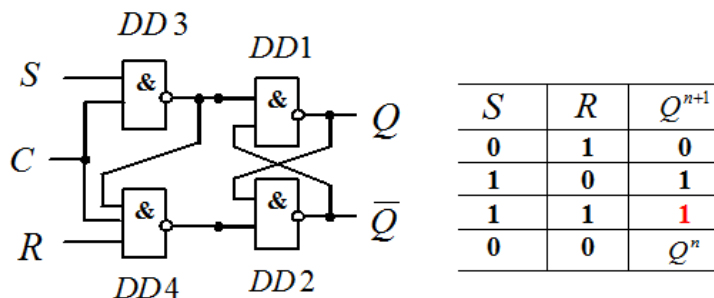 DD3
DD1
S
&
&
Q
C
&
&
Q̅
R
DD4
DD2
S R Qⁿ⁺¹
0 1 0
1 0 1
1 1 1
0 0 Qⁿ